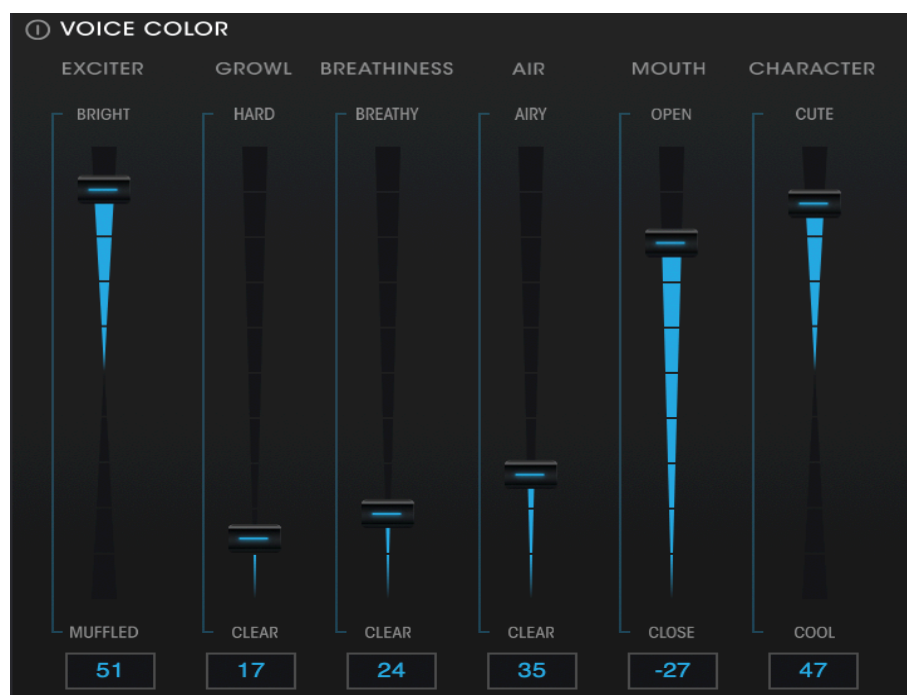 VOICE COLOR
EXCITER GROWL BREATHINESS AIR MOUTH CHARACTER
BRIGHT HARD BREATHY AIRY OPEN CUTE
MUFFLED CLEAR CLEAR CLEAR CLOSE COOL
51 17 24 35 -27 47